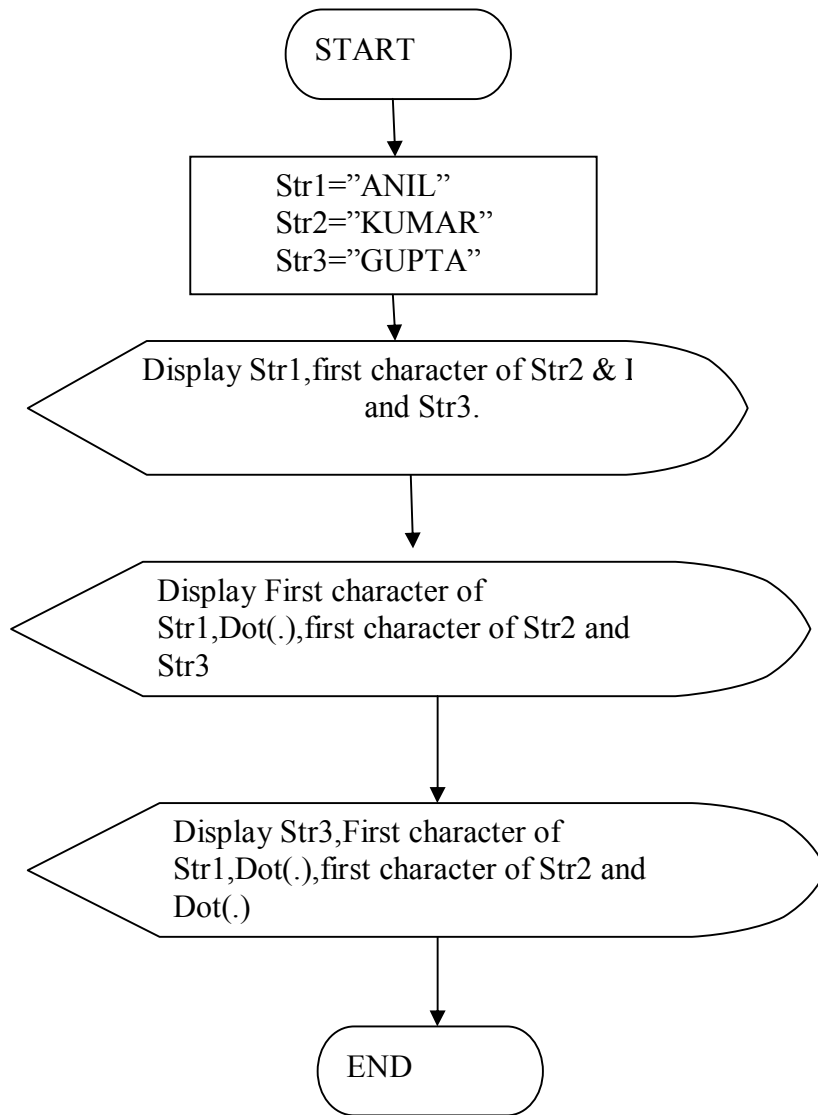 START
Str1=”ANIL”
Str2=”KUMAR”
Str3=”GUPTA”
Display Str1,first character of Str2 &
and Str3.
Display First character of
Str1,Dot(.),first character of Str2 and
Str3
Display Str3,First character of
Str1,Dot(.),first character of Str2 and
Dot(.)
END